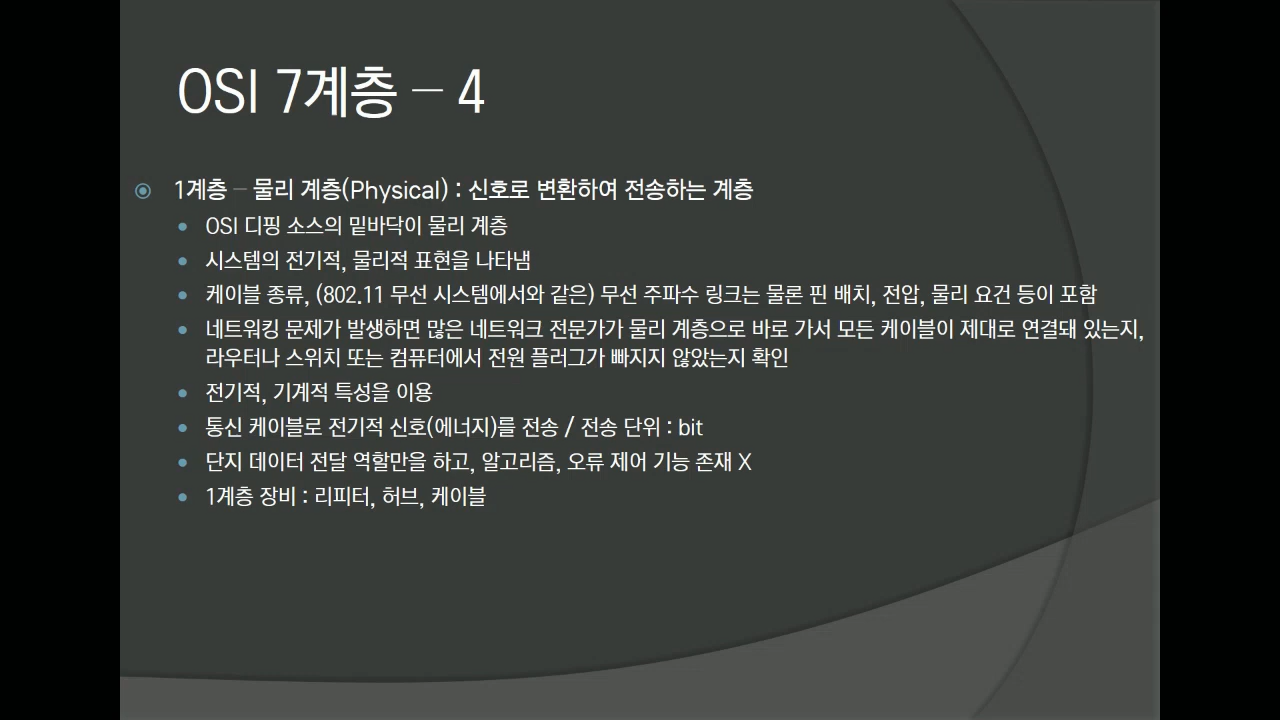 OSI 7계층 – 4
1계층 – 물리 계층(Physical) : 신호로 변환하여 전송하는 계층
OSI 디핑 소스의 밑바닥이 물리 계층
시스템의 전기적, 물리적 표현을 나타냄
케이블 종류, (802.11 무선 시스템에서와 같은) 무선 주파수 링크는 물론 핀 배치, 전압, 물리 요건 등이 포함
네트워킹 문제가 발생하면 많은 네트워크 전문가가 물리 계층으로 바로 가서 모든 케이블이 제대로 연결돼 있는지,
라우터나 스위치 또는 컴퓨터에서 전원 플러그가 빠지지 않았는지 확인
전기적, 기계적 특성을 이용
통신 케이블로 전기적 신호(에너지)를 전송 / 전송 단위 : bit
단지 데이터 전달 역할만을 하고, 알고리즘, 오류 제어 기능 존재 X
1계층 장비 : 리피터, 허브, 케이블